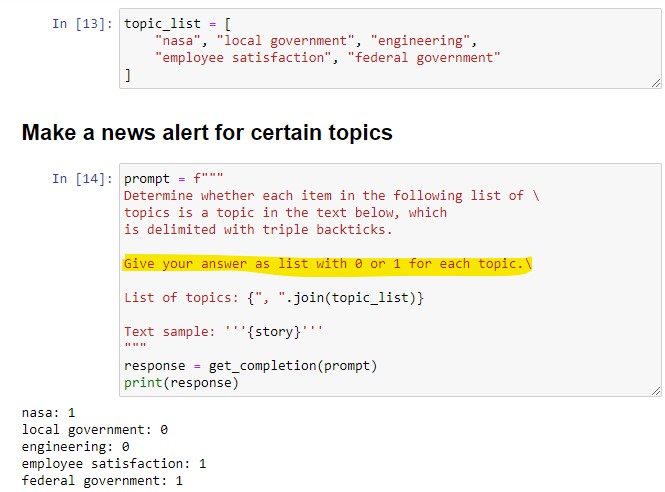 In [13]: topic_list = [
"nasa", "local government", "engineering",
"employee satisfaction", "federal government"
]
Make a news alert for certain topics
In [14]: prompt = f"""
Determine whether each item in the following list of \
topics is a topic in the text below, which
is delimited with triple backticks.
Give your answer as list with 0 or 1 for each topic.\
List of topics: {", ".join(topic_list)}
Text sample: '''{story}'''
"""
response = get_completion(prompt)
print(response)
nasa: 1
local government: 0
engineering: 0
employee satisfaction: 1
federal government: 1